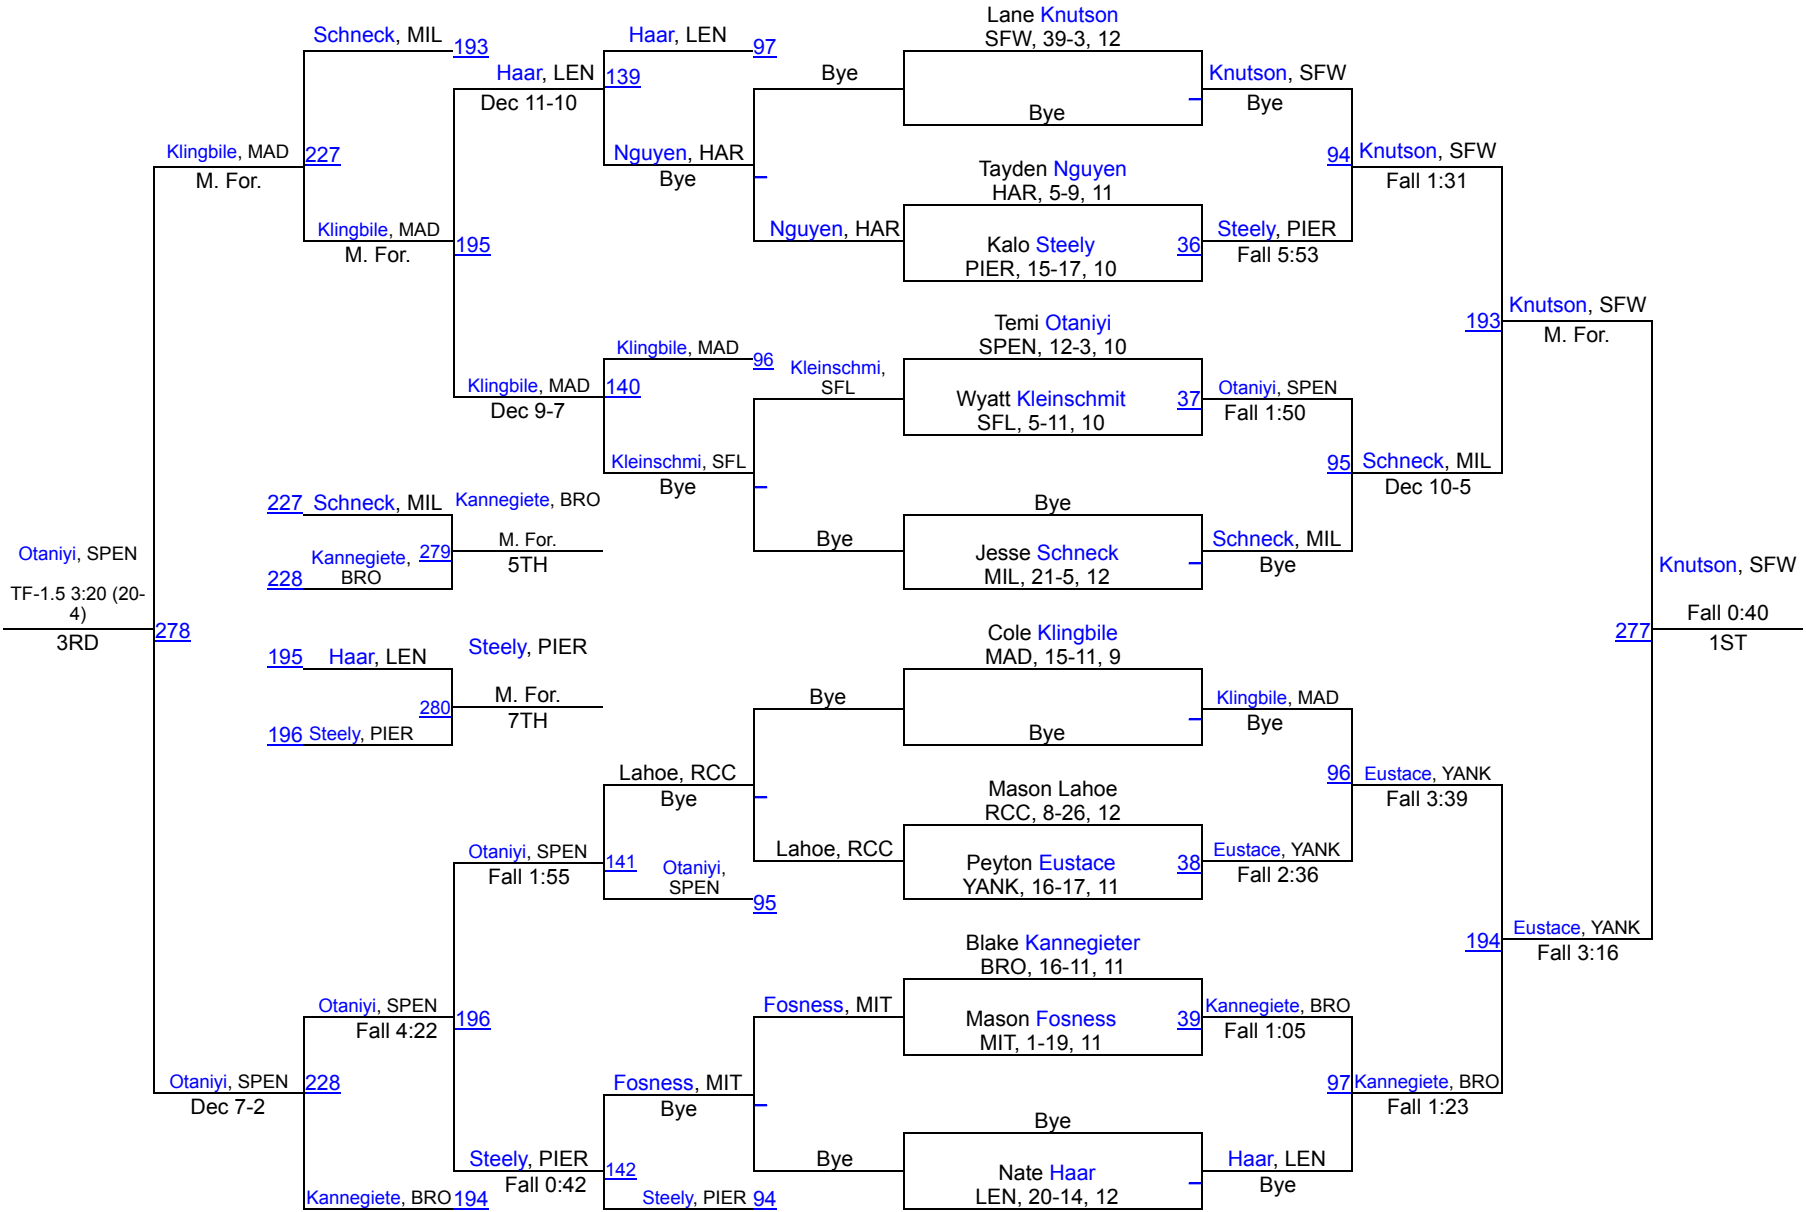 Lane Knutson
SFW, 39-3, 12
Schneck, MIL 193
Haar, LEN 97
Haar, LEN 139
Dec 11-10
Bye
Bye
Knutson, SFW
Bye
Klingbile, MAD 227
M. For.
Nguyen, HAR
Bye
Tayden Nguyen
HAR, 5-9, 11
94 Knutson, SFW
Fall 1:31
Klingbile, MAD 195
M. For.
Nguyen, HAR
Kalo Steely 36
PIER, 15-17, 10
Steely, PIER
Fall 5:53
Temi Otaniyi
SPEN, 12-3, 10
193
Knutson, SFW
M. For.
Klingbile, MAD 96
Klingbile, MAD 140
Dec 9-7
Kleinschmi,
SFL
Wyatt Kleinschmit 37
SFL, 5-11, 10
Otaniyi, SPEN
Fall 1:50
Kleinschmi, SFL
Bye
95 Schneck, MIL
Dec 10-5
227 Schneck, MIL
Kannegiete, BRO
Bye
Kannegiete,
BRO
228
279
M. For.
5TH
Bye
Jesse Schneck
MIL, 21-5, 12
Schneck, MIL
Bye
Otaniyi, SPEN
TF-1.5 3:20 (20-
4)
3RD
278
Knutson, SFW
Fall 0:40
1ST
277
Cole Klingbile
MAD, 15-11, 9
195 Haar, LEN
Steely, PIER
196 Steely, PIER
280
M. For.
7TH
Bye
Bye
Klingbile, MAD
Bye
Lahoe, RCC
Bye
Mason Lahoe
RCC, 8-26, 12
96 Eustace, YANK
Fall 3:39
Otaniyi, SPEN 141
Fall 1:55
Otaniyi,
SPEN
95
Lahoe, RCC
Peyton Eustace 38
YANK, 16-17, 11
Eustace, YANK
Fall 2:36
Blake Kannegieter
BRO, 16-11, 11
194
Eustace, YANK
Fall 3:16
Otaniyi, SPEN 196
Fall 4:22
Fosness, MIT
Mason Fosness 39
MIT, 1-19, 11
Kannegiete, BRO
Fall 1:05
Otaniyi, SPEN 228
Dec 7-2
Fosness, MIT
Bye
97 Kannegiete, BRO
Fall 1:23
Bye
Steely, PIER 142
Fall 0:42
Bye
Nate Haar
LEN, 20-14, 12
Haar, LEN
Bye
Kannegiete, BRO 194
Steely, PIER 94